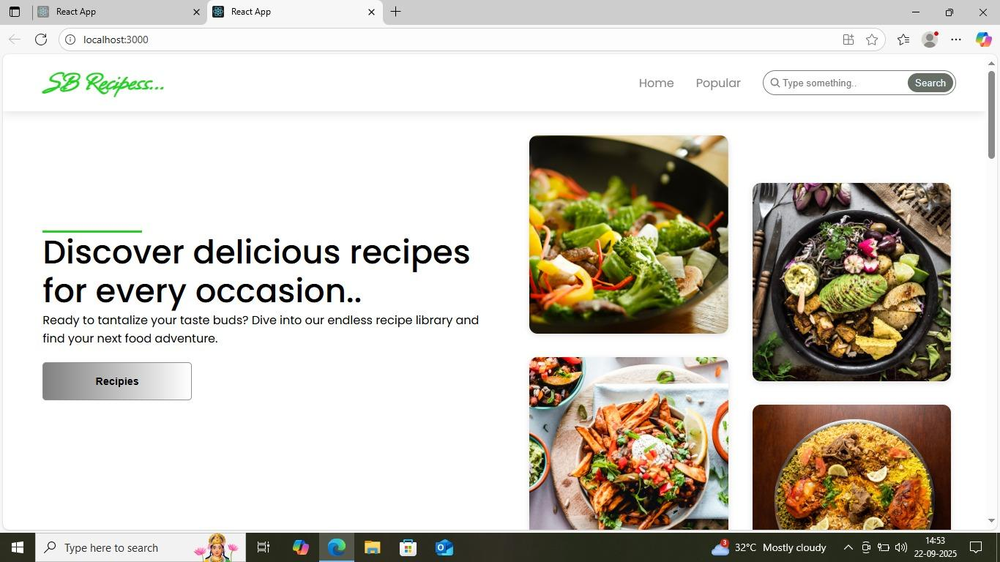 React App
React App
localhost:3000
SB Recipess...
Home
Popular
Type something..
Search
Discover delicious recipes
for every occasion..
Ready to tantalize your taste buds? Dive into our endless recipe library and
find your next food adventure.
Recipies
Type here to search
3
32°C Mostly cloudy
14:53
22-09-2025